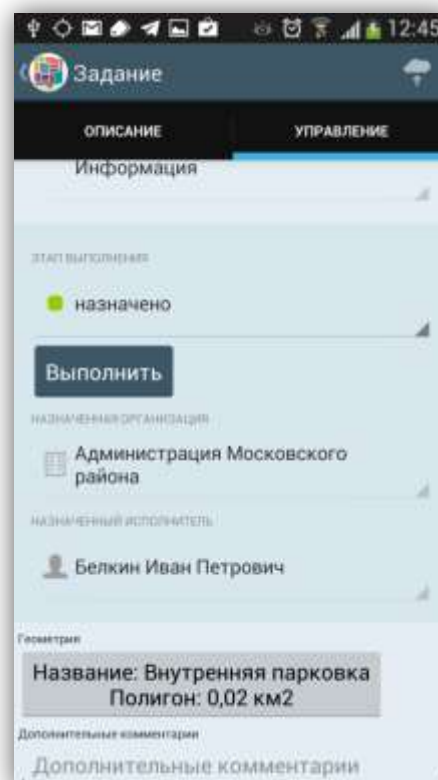 12:45
Задание
ОПИСАНИЕ УПРАВЛЕНИЕ
Информация
ЭТАП ВЫПОЛНЕНИЯ
назначено
Выполнить
НАЗНАЧЕННАЯ ОРГАНИЗАЦИЯ
Администрация Московского
района
НАЗНАЧЕННЫЙ ИСПОЛНИТЕЛЬ
Белкин Иван Петрович
Геометрия
Название: Внутренняя парковка
Полигон: 0,02 км2
Дополнительные комментарии
Дополнительные комментарии